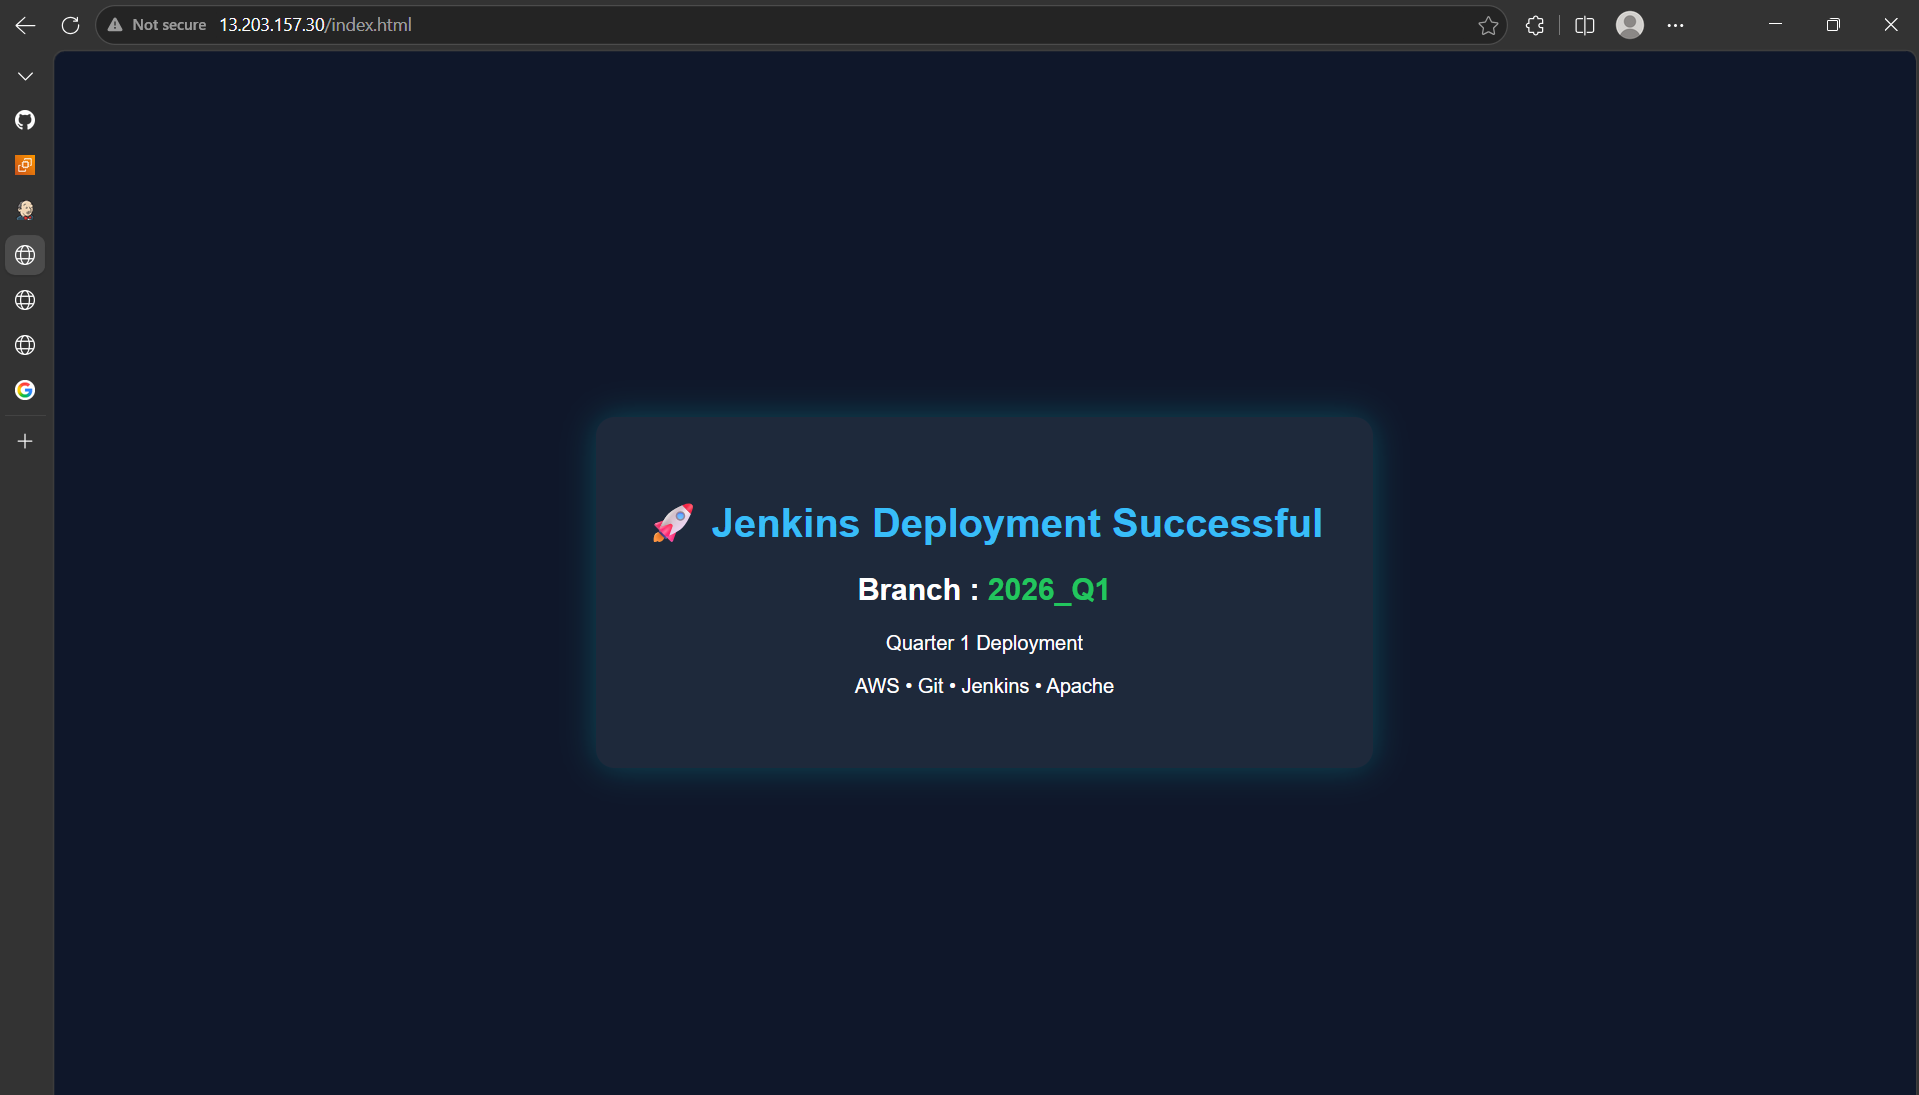 Not secure 13.203.157.30/index.html
🚀 Jenkins Deployment Successful
Branch : 2026_Q1
Quarter 1 Deployment
AWS • Git • Jenkins • Apache